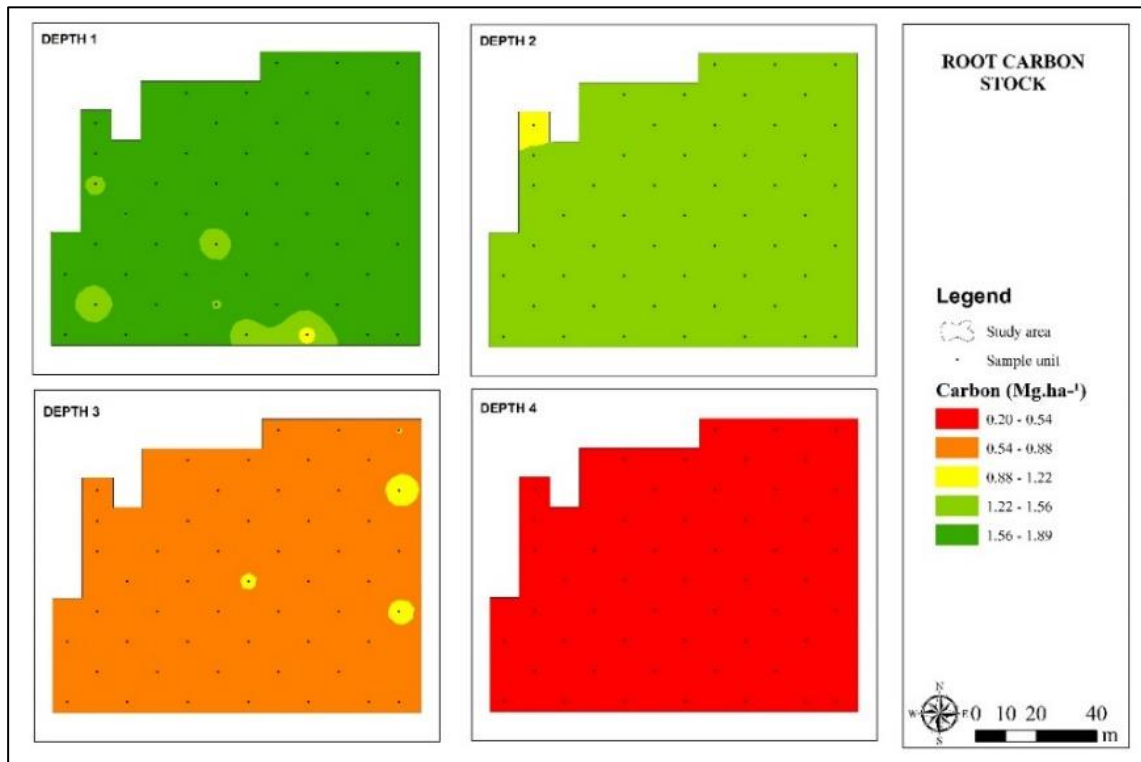 DEPTH 1
DEPTH 2
ROOT CARBON
STOCK
Legend
Study area
Sample unit
Carbon (Mg.ha-¹)
0.20 - 0.54
0.54 - 0.88
0.88 - 1.22
1.22 - 1.56
1.56 - 1.89
DEPTH 3
DEPTH 4
N
W E
S
0 10 20 40
m